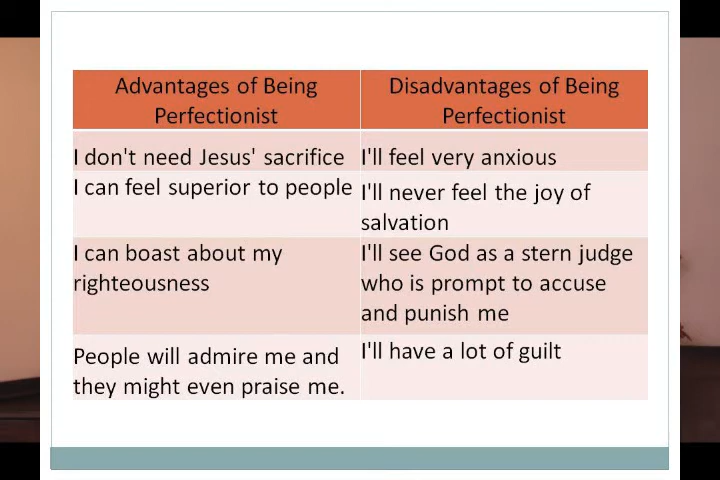 Advantages of Being
Perfectionist
Disadvantages of Being
Perfectionist
I don't need Jesus' sacrifice
I'll feel very anxious
I can feel superior to people
I'll never feel the joy of
salvation
I can boast about my
righteousness
I'll see God as a stern judge
who is prompt to accuse
and punish me
People will admire me and
they might even praise me.
I'll have a lot of guilt